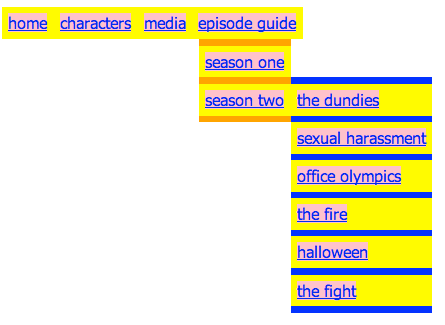 home characters media episode guide
season one
season two the dundies
sexual harassment
office olympics
the fire
halloween
the fight